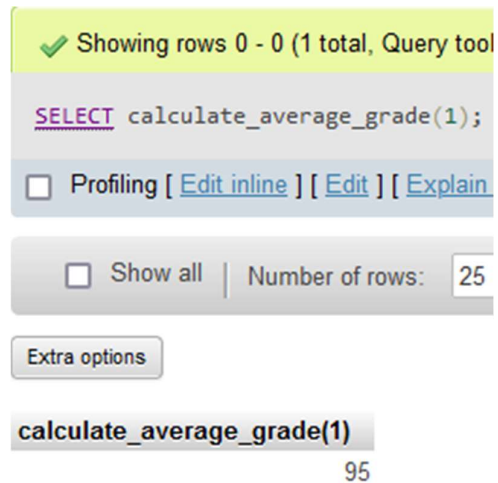 Showing rows 0 - 0 (1 total, Query took
SELECT calculate_average_grade(1);
Profiling [ Edit inline ] [ Edit ] [ Explain
Show all | Number of rows: 25
Extra options
calculate_average_grade(1)
95